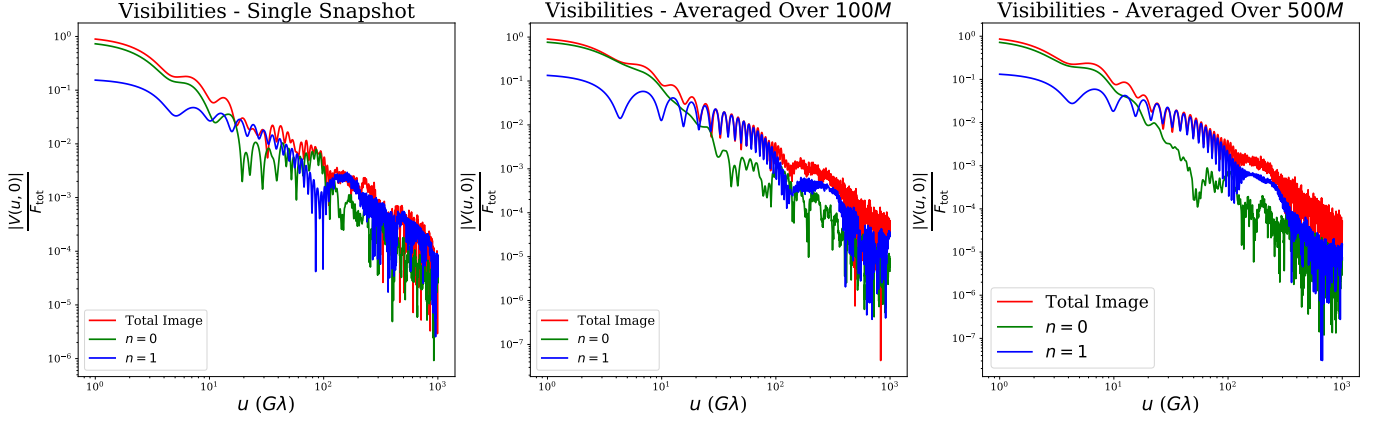 Visibilities - Single Snapshot
|V(u, 0)|
F_tot
10^0
10^-1
10^-2
10^-3
10^-4
10^-5
10^-6
Total Image
n = 0
n = 1
10^0 10^1 10^2 10^3
u (Gλ)
Visibilities - Averaged Over 100M
|V(u, 0)|
F_tot
10^0
10^-1
10^-2
10^-3
10^-4
10^-5
10^-6
10^-7
Total Image
n = 0
n = 1
10^0 10^1 10^2 10^3
u (Gλ)
Visibilities - Averaged Over 500M
|V(u, 0)|
F_tot
10^0
10^-1
10^-2
10^-3
10^-4
10^-5
10^-6
10^-7
Total Image
n = 0
n = 1
10^0 10^1 10^2 10^3
u (Gλ)